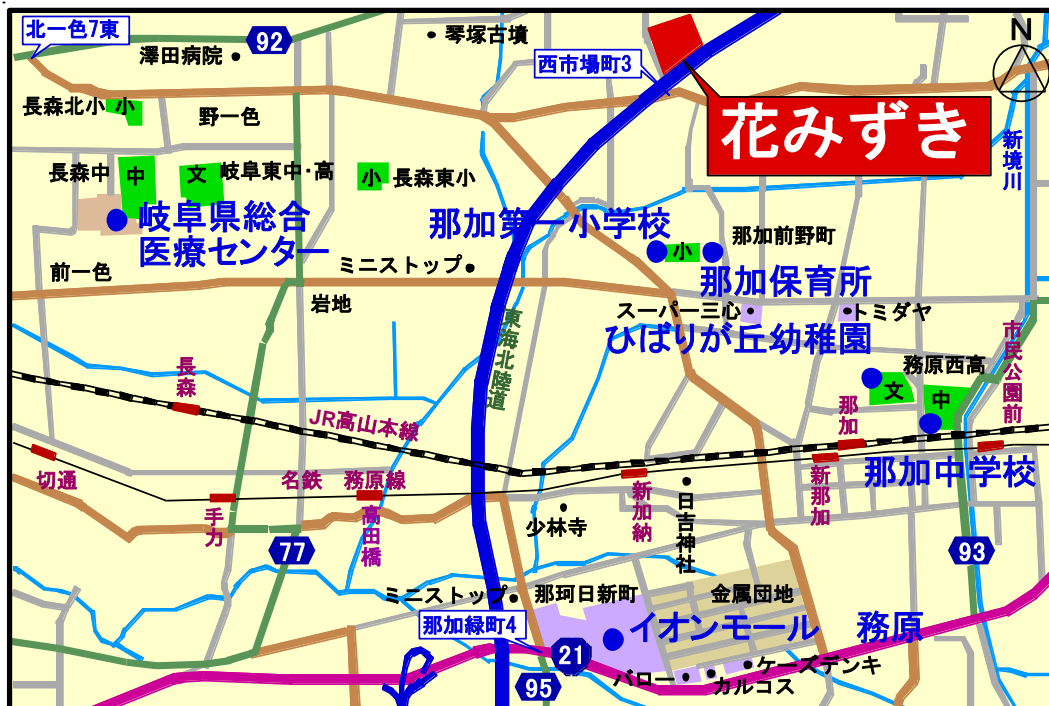 北一色7東
92
澤田病院
琴塚古墳
西市場町3
N
花みずき
長森北小
小
野一色
新境川
長森中
中
文
岐阜東中・高
小
長森東小
岐阜県総合
医療センター
那加第一小学校
小
那加前野町
前一色
ミニストップ
那加保育所
岩地
スーパー三心
トミダヤ
東海北陸道
ひばりが丘幼稚園
市民公園前
長森
務原西高
文
中
那加
JR高山本線
那加中学校
切通
名鉄 務原線
新加納
新那加
手力
高田橋
日吉神社
少林寺
77
93
ミニストップ
那珂日新町
金属団地
那加緑町4
イオンモール 務原
21
ケーズデンキ
バロー
カルコス
95